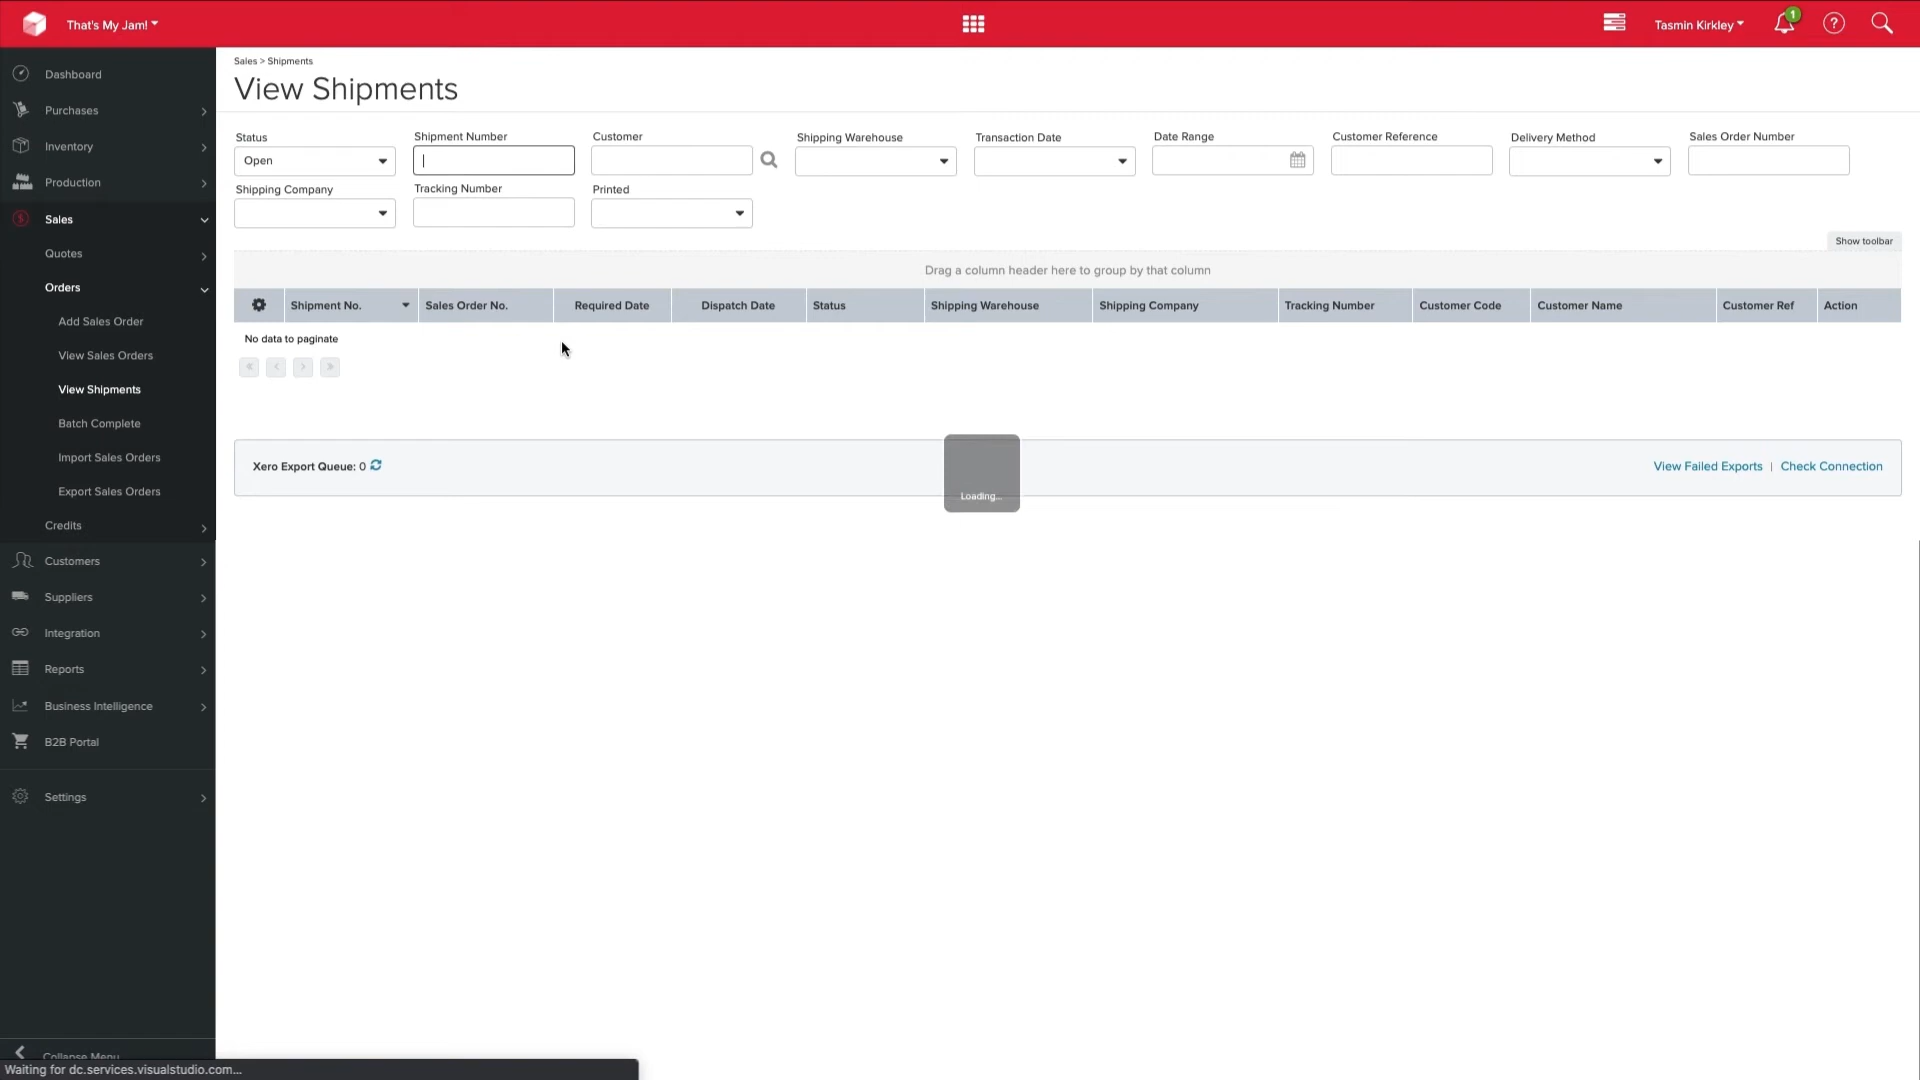 That's My Jam!
Tasmin Kirkley
1
Dashboard
Purchases
Inventory
Production
Sales
Quotes
Orders
Add Sales Order
View Sales Orders
View Shipments
Batch Complete
Import Sales Orders
Export Sales Orders
Credits
Customers
Suppliers
Integration
Reports
Business Intelligence
B2B Portal
Settings
Collapse Menu
Waiting for dc.services.visualstudio.com...
Sales > Shipments
View Shipments
Status
Shipment Number
Customer
Shipping Warehouse
Transaction Date
Date Range
Customer Reference
Delivery Method
Sales Order Number
Open
Shipping Company
Tracking Number
Printed
Show toolbar
Drag a column header here to group by that column
Shipment No.
Sales Order No.
Required Date
Dispatch Date
Status
Shipping Warehouse
Shipping Company
Tracking Number
Customer Code
Customer Name
Customer Ref
Action
No data to paginate
Xero Export Queue: 0
Loading...
View Failed Exports | Check Connection